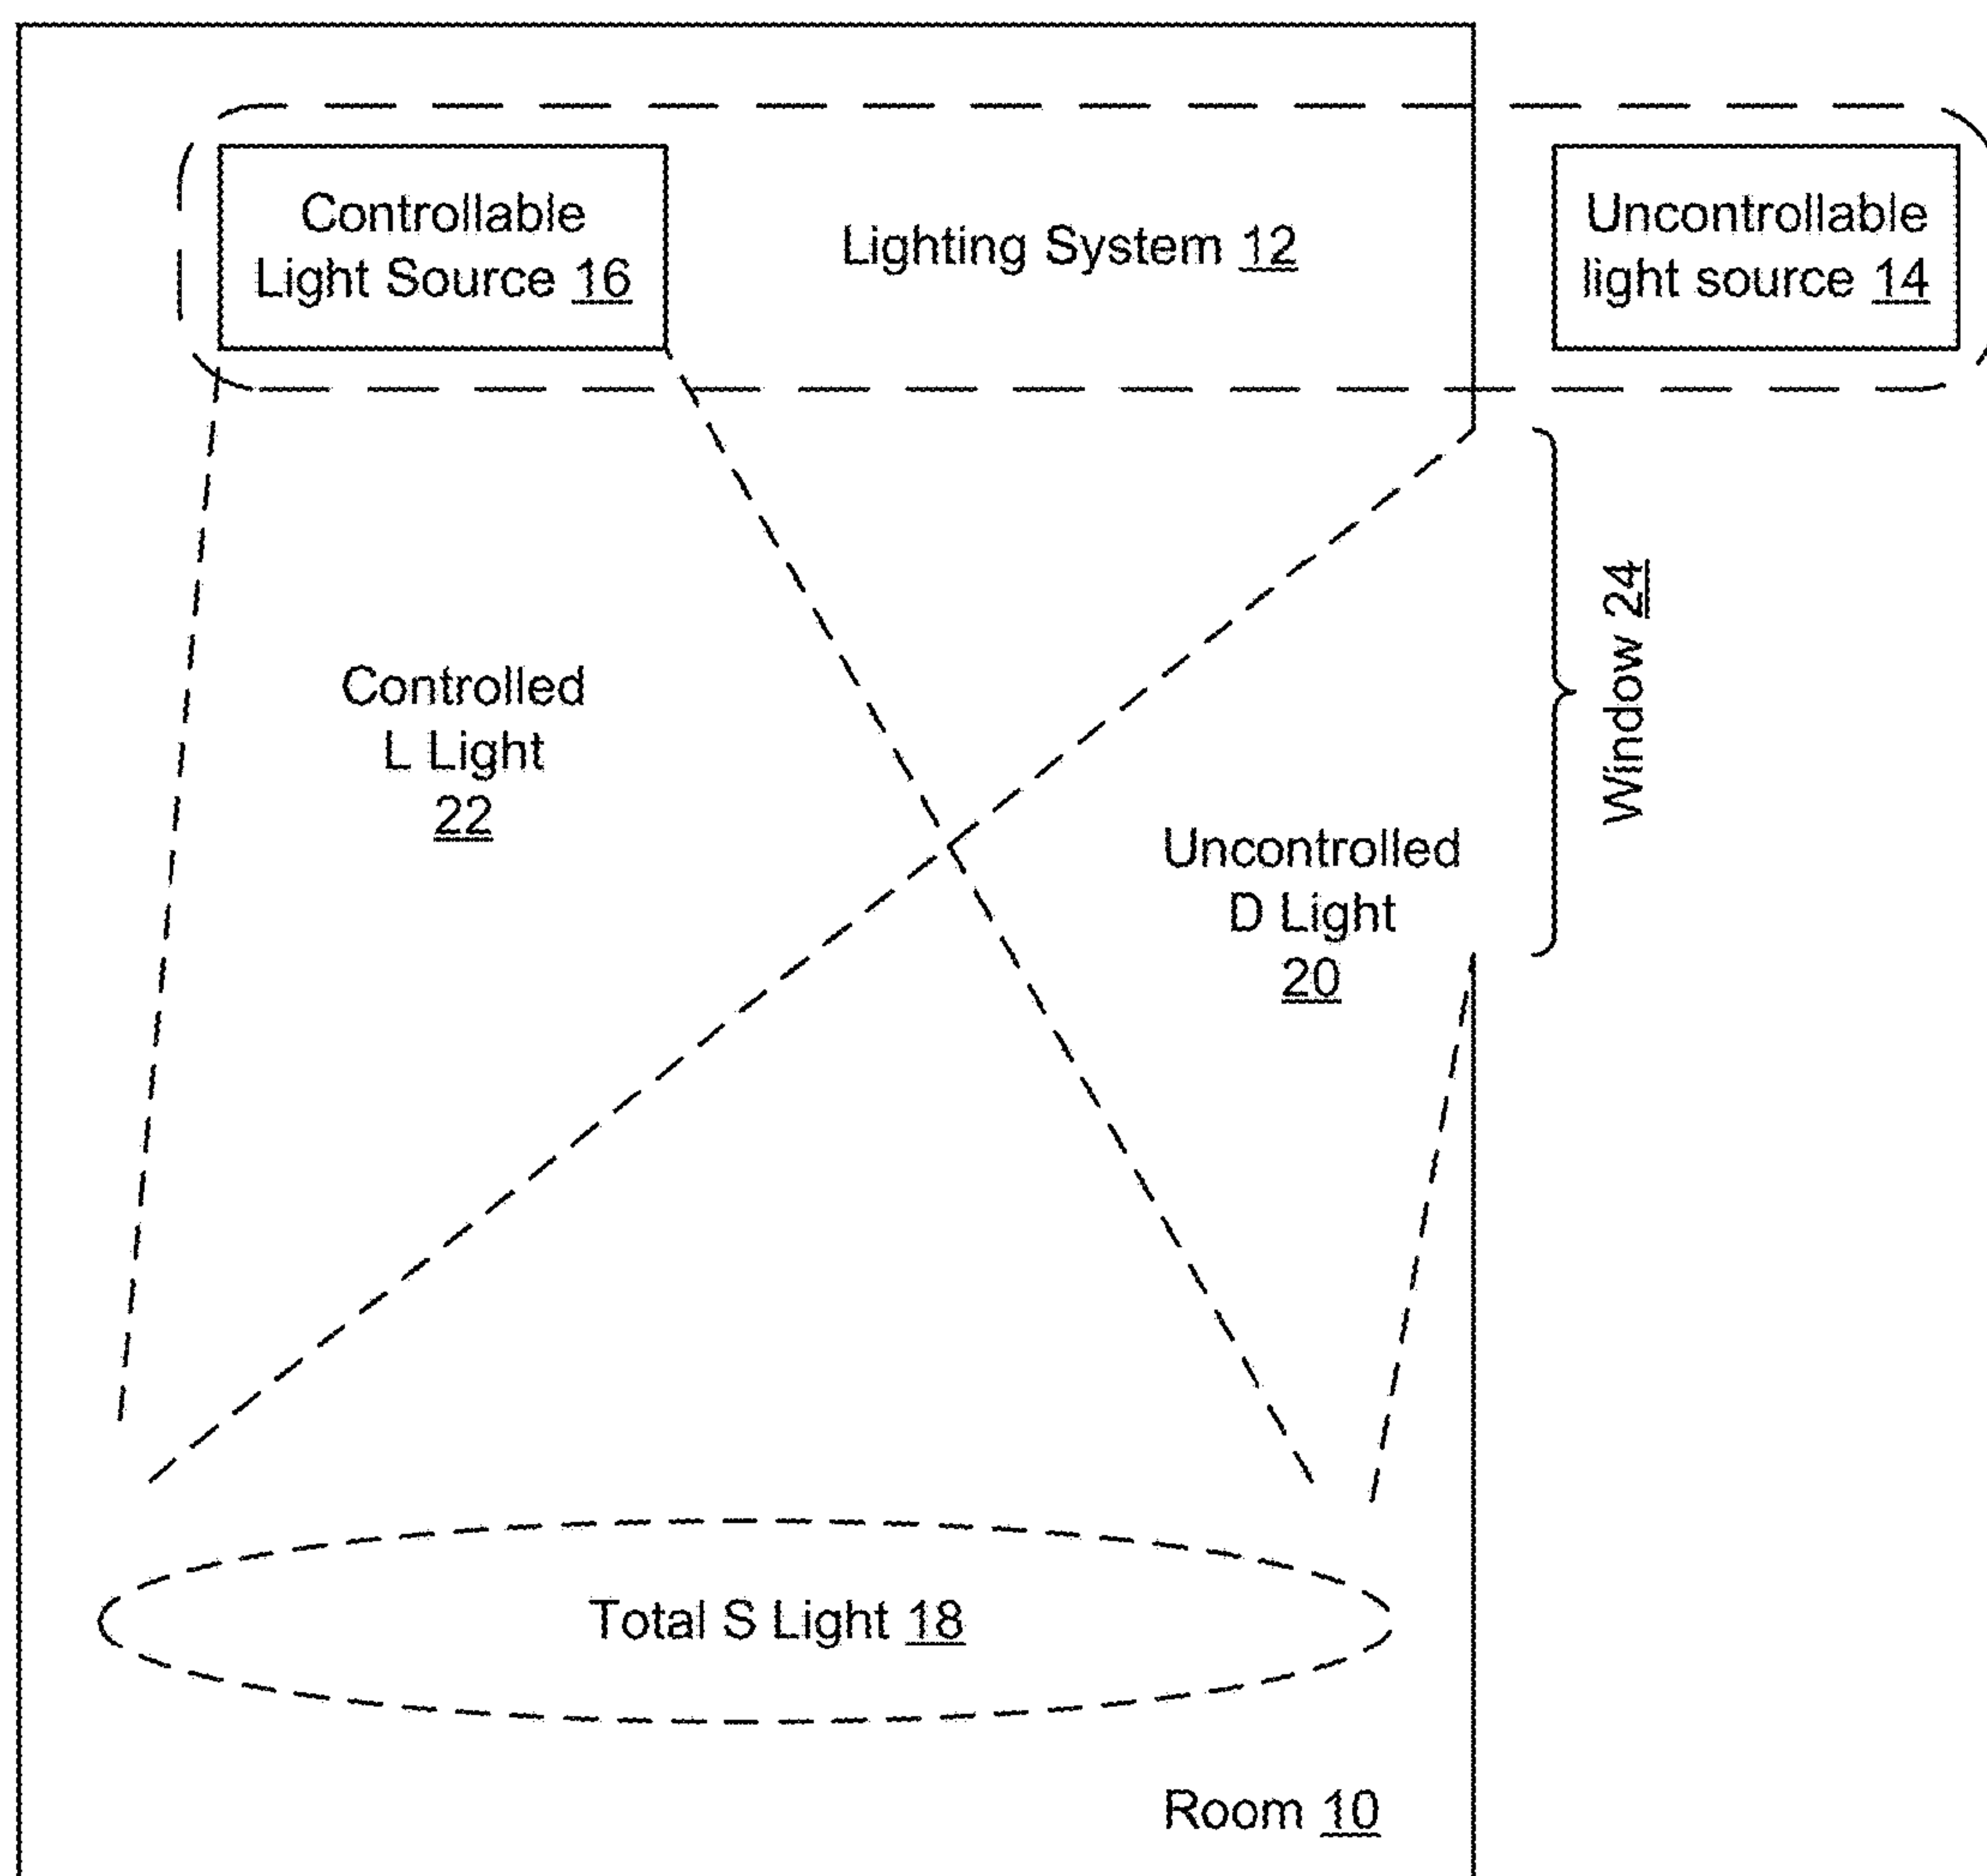 Controllable
Light Source 16
Lighting System 12
Uncontrollable
light source 14
Window 24
Controlled
L Light
22
Uncontrolled
D Light
20
Total S Light 18
Room 10